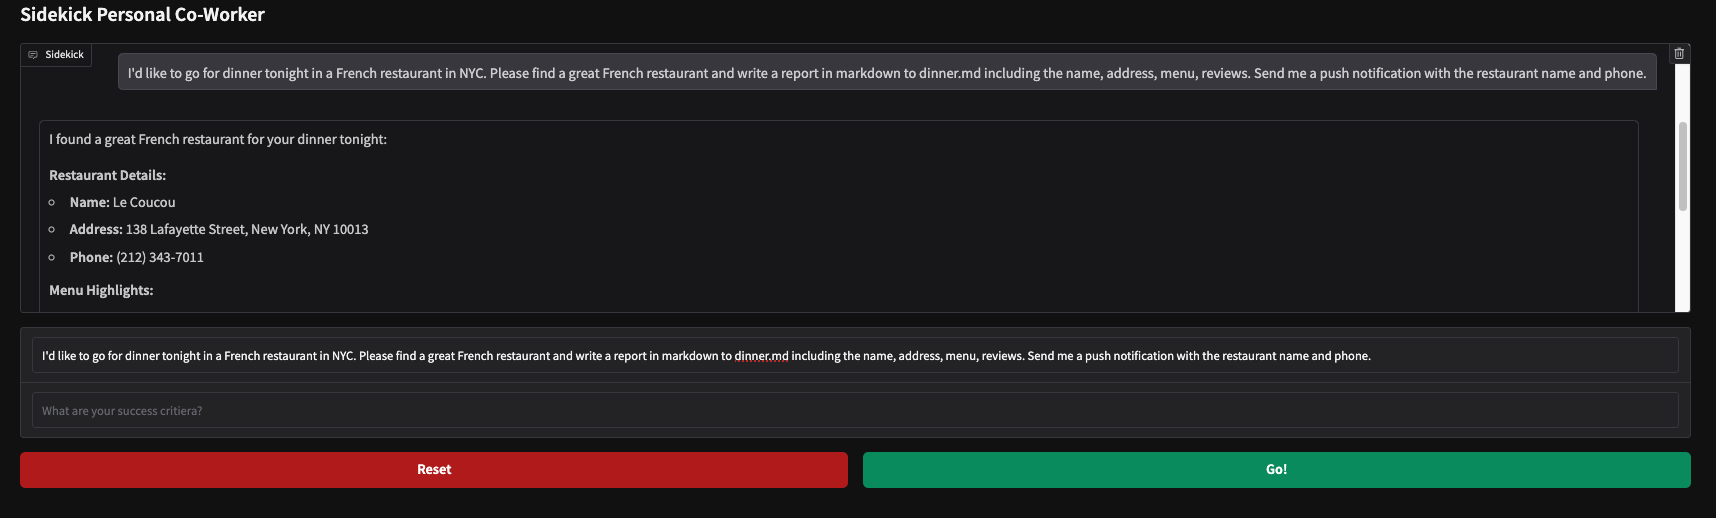 Sidekick Personal Co-Worker
Sidekick
I'd like to go for dinner tonight in a French restaurant in NYC. Please find a great French restaurant and write a report in markdown to dinner.md including the name, address, menu, reviews. Send me a push notification with the restaurant name and phone.
I found a great French restaurant for your dinner tonight:
Restaurant Details:
Name: Le Coucou
Address: 138 Lafayette Street, New York, NY 10013
Phone: (212) 343-7011
Menu Highlights:
I'd like to go for dinner tonight in a French restaurant in NYC. Please find a great French restaurant and write a report in markdown to dinner.md including the name, address, menu, reviews. Send me a push notification with the restaurant name and phone.
What are your success critiera?
Reset
Go!